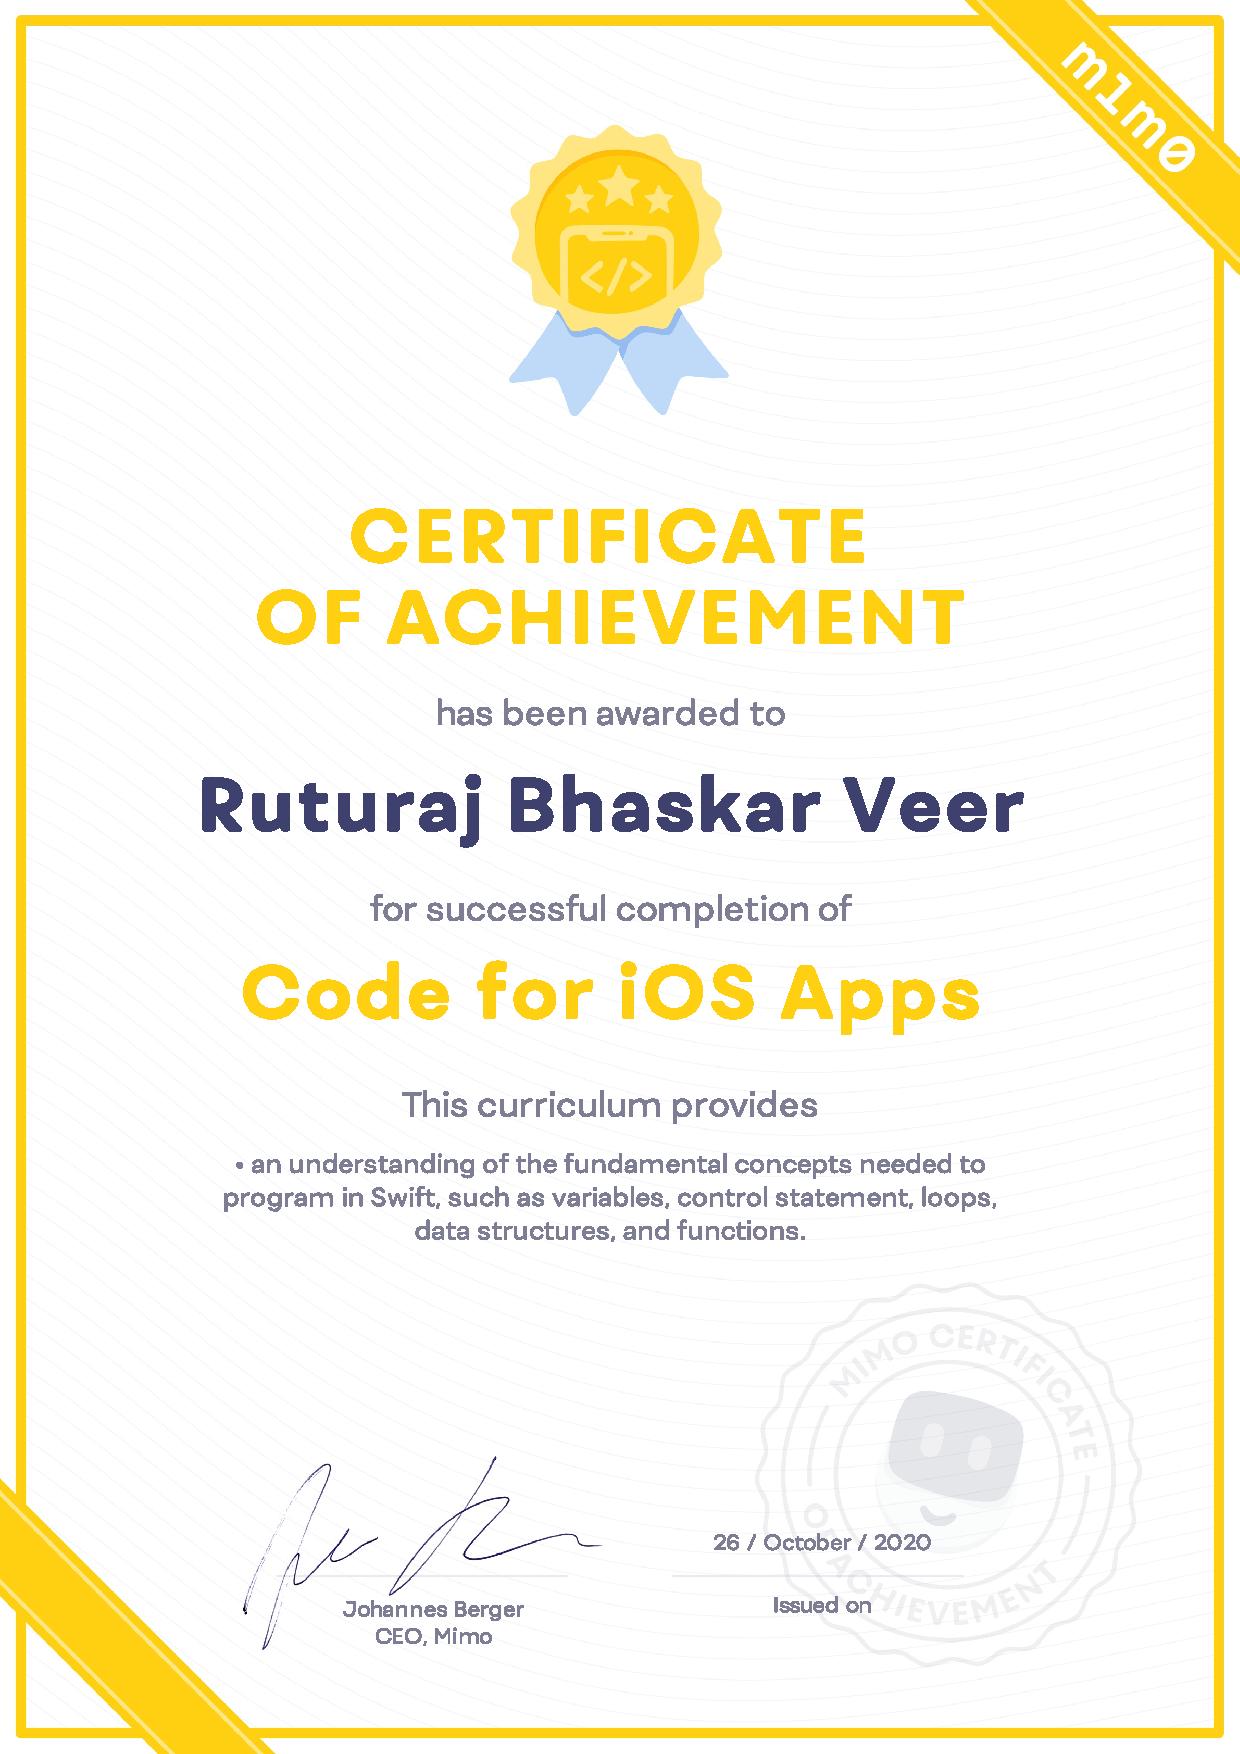 m1m0
</>
CERTIFICATE
OF ACHIEVEMENT
has been awarded to
Ruturaj Bhaskar Veer
for successful completion of
Code for iOS Apps
This curriculum provides
• an understanding of the fundamental concepts needed to
program in Swift, such as variables, control statement, loops,
data structures, and functions.
MIMO CERTIFICATE
OF ACHIEVEMENT
26 / October / 2020
Issued on
Johannes Berger
CEO, Mimo